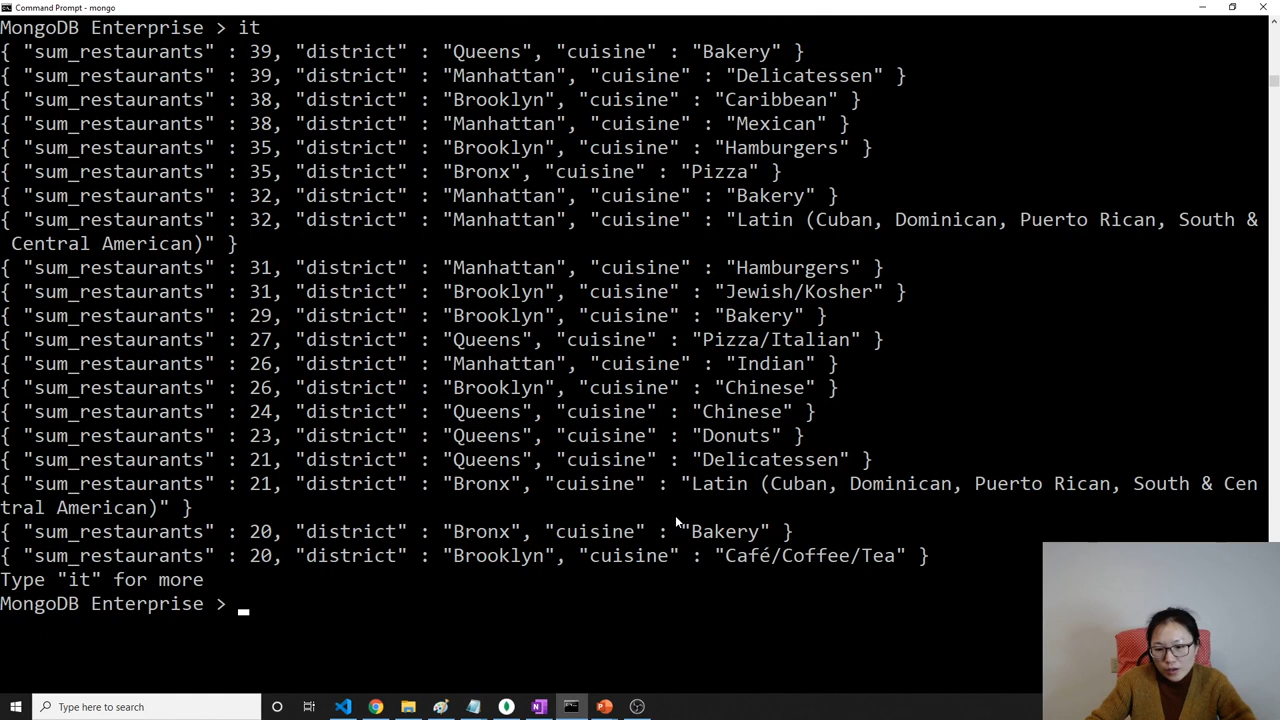 Command Prompt - mongo
MongoDB Enterprise > it
{ "sum_restaurants" : 39, "district" : "Queens", "cuisine" : "Bakery" }
{ "sum_restaurants" : 39, "district" : "Manhattan", "cuisine" : "Delicatessen" }
{ "sum_restaurants" : 38, "district" : "Brooklyn", "cuisine" : "Caribbean" }
{ "sum_restaurants" : 38, "district" : "Manhattan", "cuisine" : "Mexican" }
{ "sum_restaurants" : 35, "district" : "Brooklyn", "cuisine" : "Hamburgers" }
{ "sum_restaurants" : 35, "district" : "Bronx", "cuisine" : "Pizza" }
{ "sum_restaurants" : 32, "district" : "Manhattan", "cuisine" : "Bakery" }
{ "sum_restaurants" : 32, "district" : "Manhattan", "cuisine" : "Latin (Cuban, Dominican, Puerto Rican, South &
Central American)" }
{ "sum_restaurants" : 31, "district" : "Manhattan", "cuisine" : "Hamburgers" }
{ "sum_restaurants" : 31, "district" : "Brooklyn", "cuisine" : "Jewish/Kosher" }
{ "sum_restaurants" : 29, "district" : "Brooklyn", "cuisine" : "Bakery" }
{ "sum_restaurants" : 27, "district" : "Queens", "cuisine" : "Pizza/Italian" }
{ "sum_restaurants" : 26, "district" : "Manhattan", "cuisine" : "Indian" }
{ "sum_restaurants" : 26, "district" : "Brooklyn", "cuisine" : "Chinese" }
{ "sum_restaurants" : 24, "district" : "Queens", "cuisine" : "Chinese" }
{ "sum_restaurants" : 23, "district" : "Queens", "cuisine" : "Donuts" }
{ "sum_restaurants" : 21, "district" : "Queens", "cuisine" : "Delicatessen" }
{ "sum_restaurants" : 21, "district" : "Bronx", "cuisine" : "Latin (Cuban, Dominican, Puerto Rican, South & Cen
tral American)" }
{ "sum_restaurants" : 20, "district" : "Bronx", "cuisine" : "Bakery" }
{ "sum_restaurants" : 20, "district" : "Brooklyn", "cuisine" : "Café/Coffee/Tea" }
Type "it" for more
MongoDB Enterprise >
Type here to search